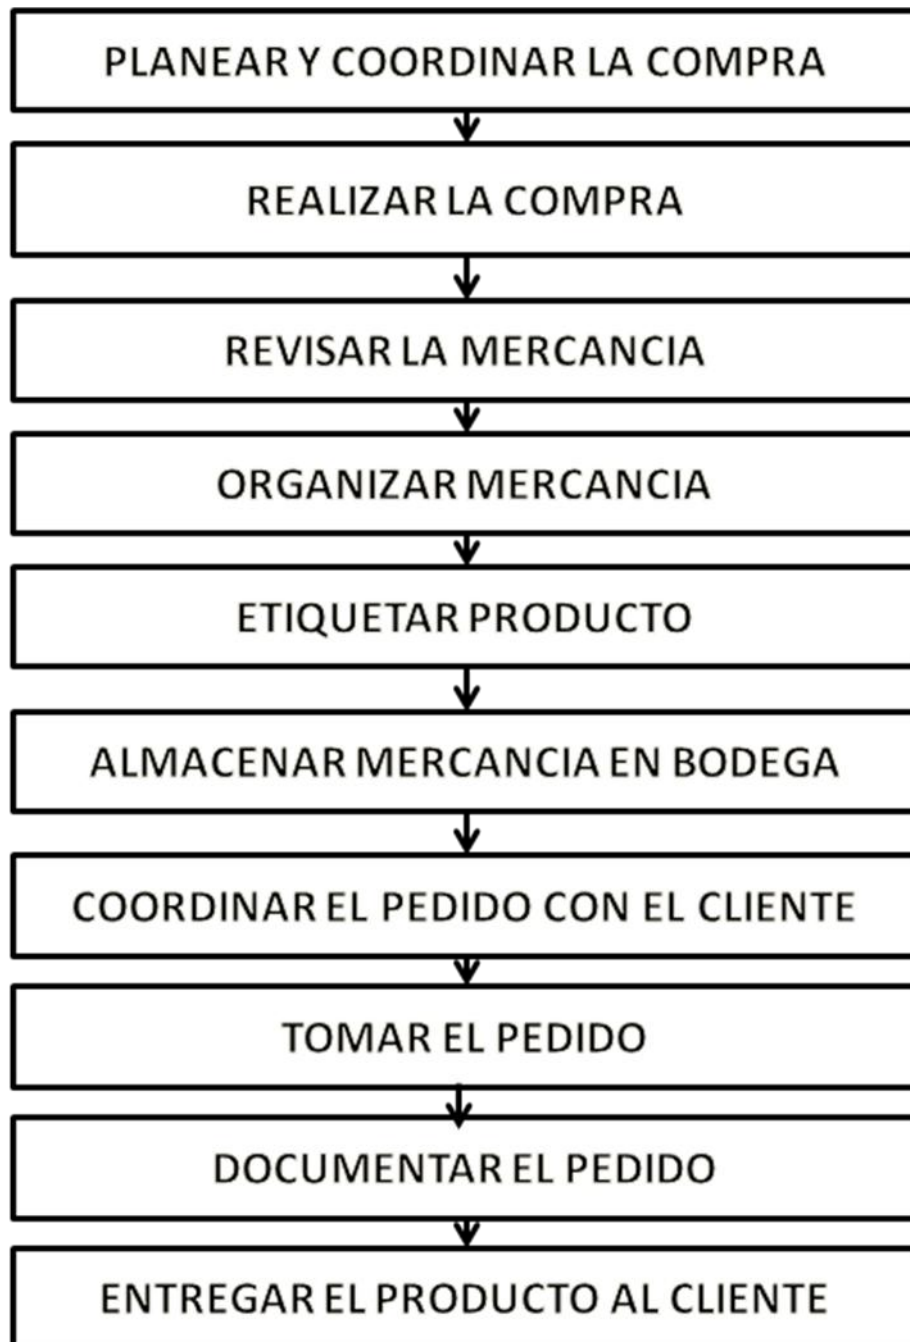 PLANEAR Y COORDINAR LA COMPRA
REALIZAR LA COMPRA
REVISAR LA MERCANCIA
ORGANIZAR MERCANCIA
ETIQUETAR PRODUCTO
ALMACENAR MERCANCIA EN BODEGA
COORDINAR EL PEDIDO CON EL CLIENTE
TOMAR EL PEDIDO
DOCUMENTAR EL PEDIDO
ENTREGAR EL PRODUCTO AL CLIENTE